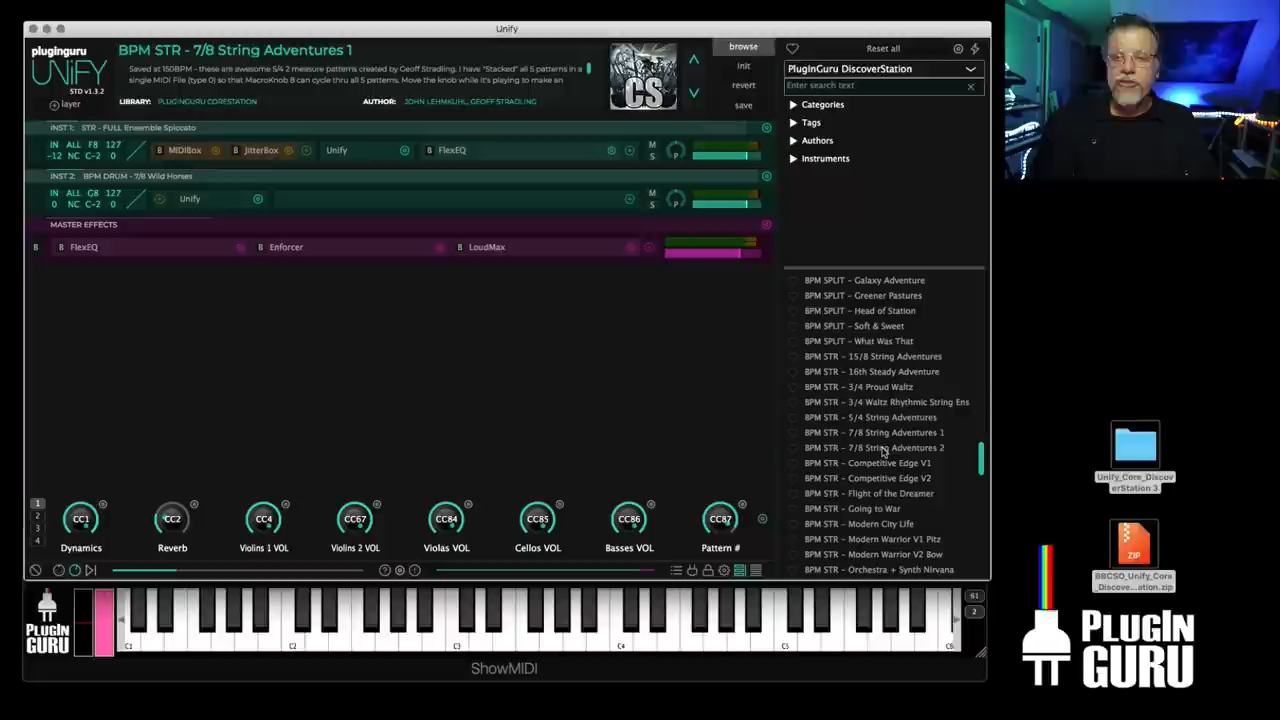 Unify
pluginguru
UNIFY
STD v1.3.2
layer
BPM STR - 7/8 String Adventures 1
Saved at 150BPM - these are awesome 5/4 2 measure patterns created by Geoff Stradling. I have "Stacked" all 5 patterns in a
single MIDI File (type 0) so that MacroKnob 8 can cycle thru all 5 patterns. Move the knob while it's playing to make an
LIBRARY: PLUGINGURU CORESTATION AUTHOR: JOHN LEHMKUHL, GEOFF STRADLING
CS
browse
init
revert
save
Reset all
PlugInGuru DiscoverStation
Enter search text
Categories
Tags
Authors
Instruments
INST 1: STR - FULL Ensemble Spiccato
IN ALL F8 127
-12 NC C-2 0
B MIDIBox B JitterBox Unify B FlexEQ
M
S
P
INST 2: BPM DRUM - 7/8 Wild Horses
IN ALL G8 127
0 NC C-2 0
Unify
M
S
P
MASTER EFFECTS
B B FlexEQ B Enforcer B LoudMax
BPM SPLIT - Galaxy Adventure
BPM SPLIT - Greener Pastures
BPM SPLIT - Head of Station
BPM SPLIT - Soft & Sweet
BPM SPLIT - What Was That
BPM STR - 15/8 String Adventures
BPM STR - 16th Steady Adventure
BPM STR - 3/4 Proud Waltz
BPM STR - 3/4 Waltz Rhythmic String Ens
BPM STR - 5/4 String Adventures
BPM STR - 7/8 String Adventures 1
BPM STR - 7/8 String Adventures 2
BPM STR - Competitive Edge V1
BPM STR - Competitive Edge V2
BPM STR - Flight of the Dreamer
BPM STR - Going to War
BPM STR - Modern City Life
BPM STR - Modern Warrior V1 Pitz
BPM STR - Modern Warrior V2 Bow
BPM STR - Orchestra + Synth Nirvana
1
2
3
4
CC1 CC2 CC4 CC67 CC84 CC85 CC86 CC87
Dynamics Reverb Violins 1 VOL Violins 2 VOL Violas VOL Cellos VOL Basses VOL Pattern #
PLUGIN
GURU
C1 C2 C3 C4 C5 C6
61
2
ShowMIDI
Unify_Core_Discov
erStation 3
ZIP
BBCSO_Unify_Core
_Discove...ation.zip
PLUGIN
GURU